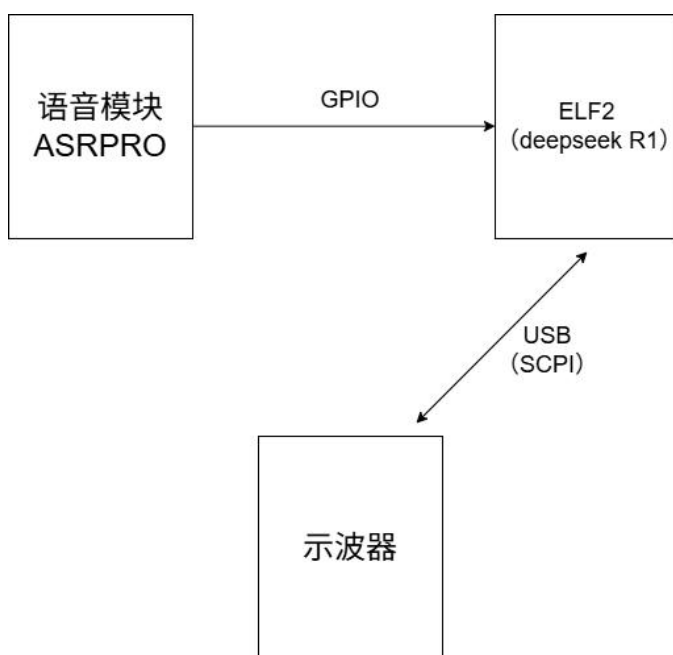 语音模块
ASRPRO
GPIO
ELF2
（deepseek R1）
USB
（SCPI）
示波器